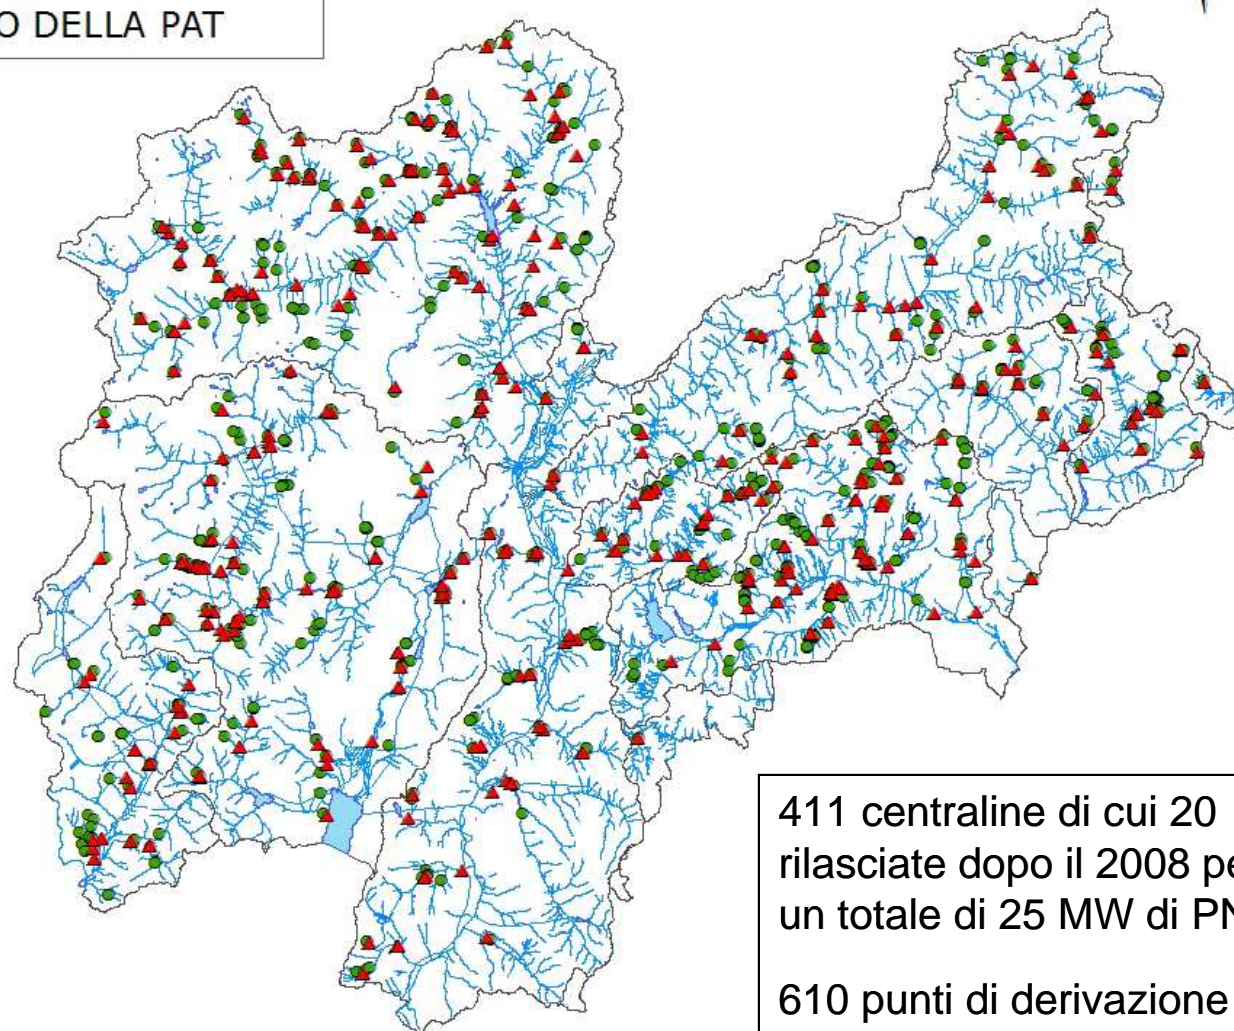 O DELLA PAT
411 centraline di cui 20
rilasciate dopo il 2008 pe
un totale di 25 MW di PN
610 punti di derivazione